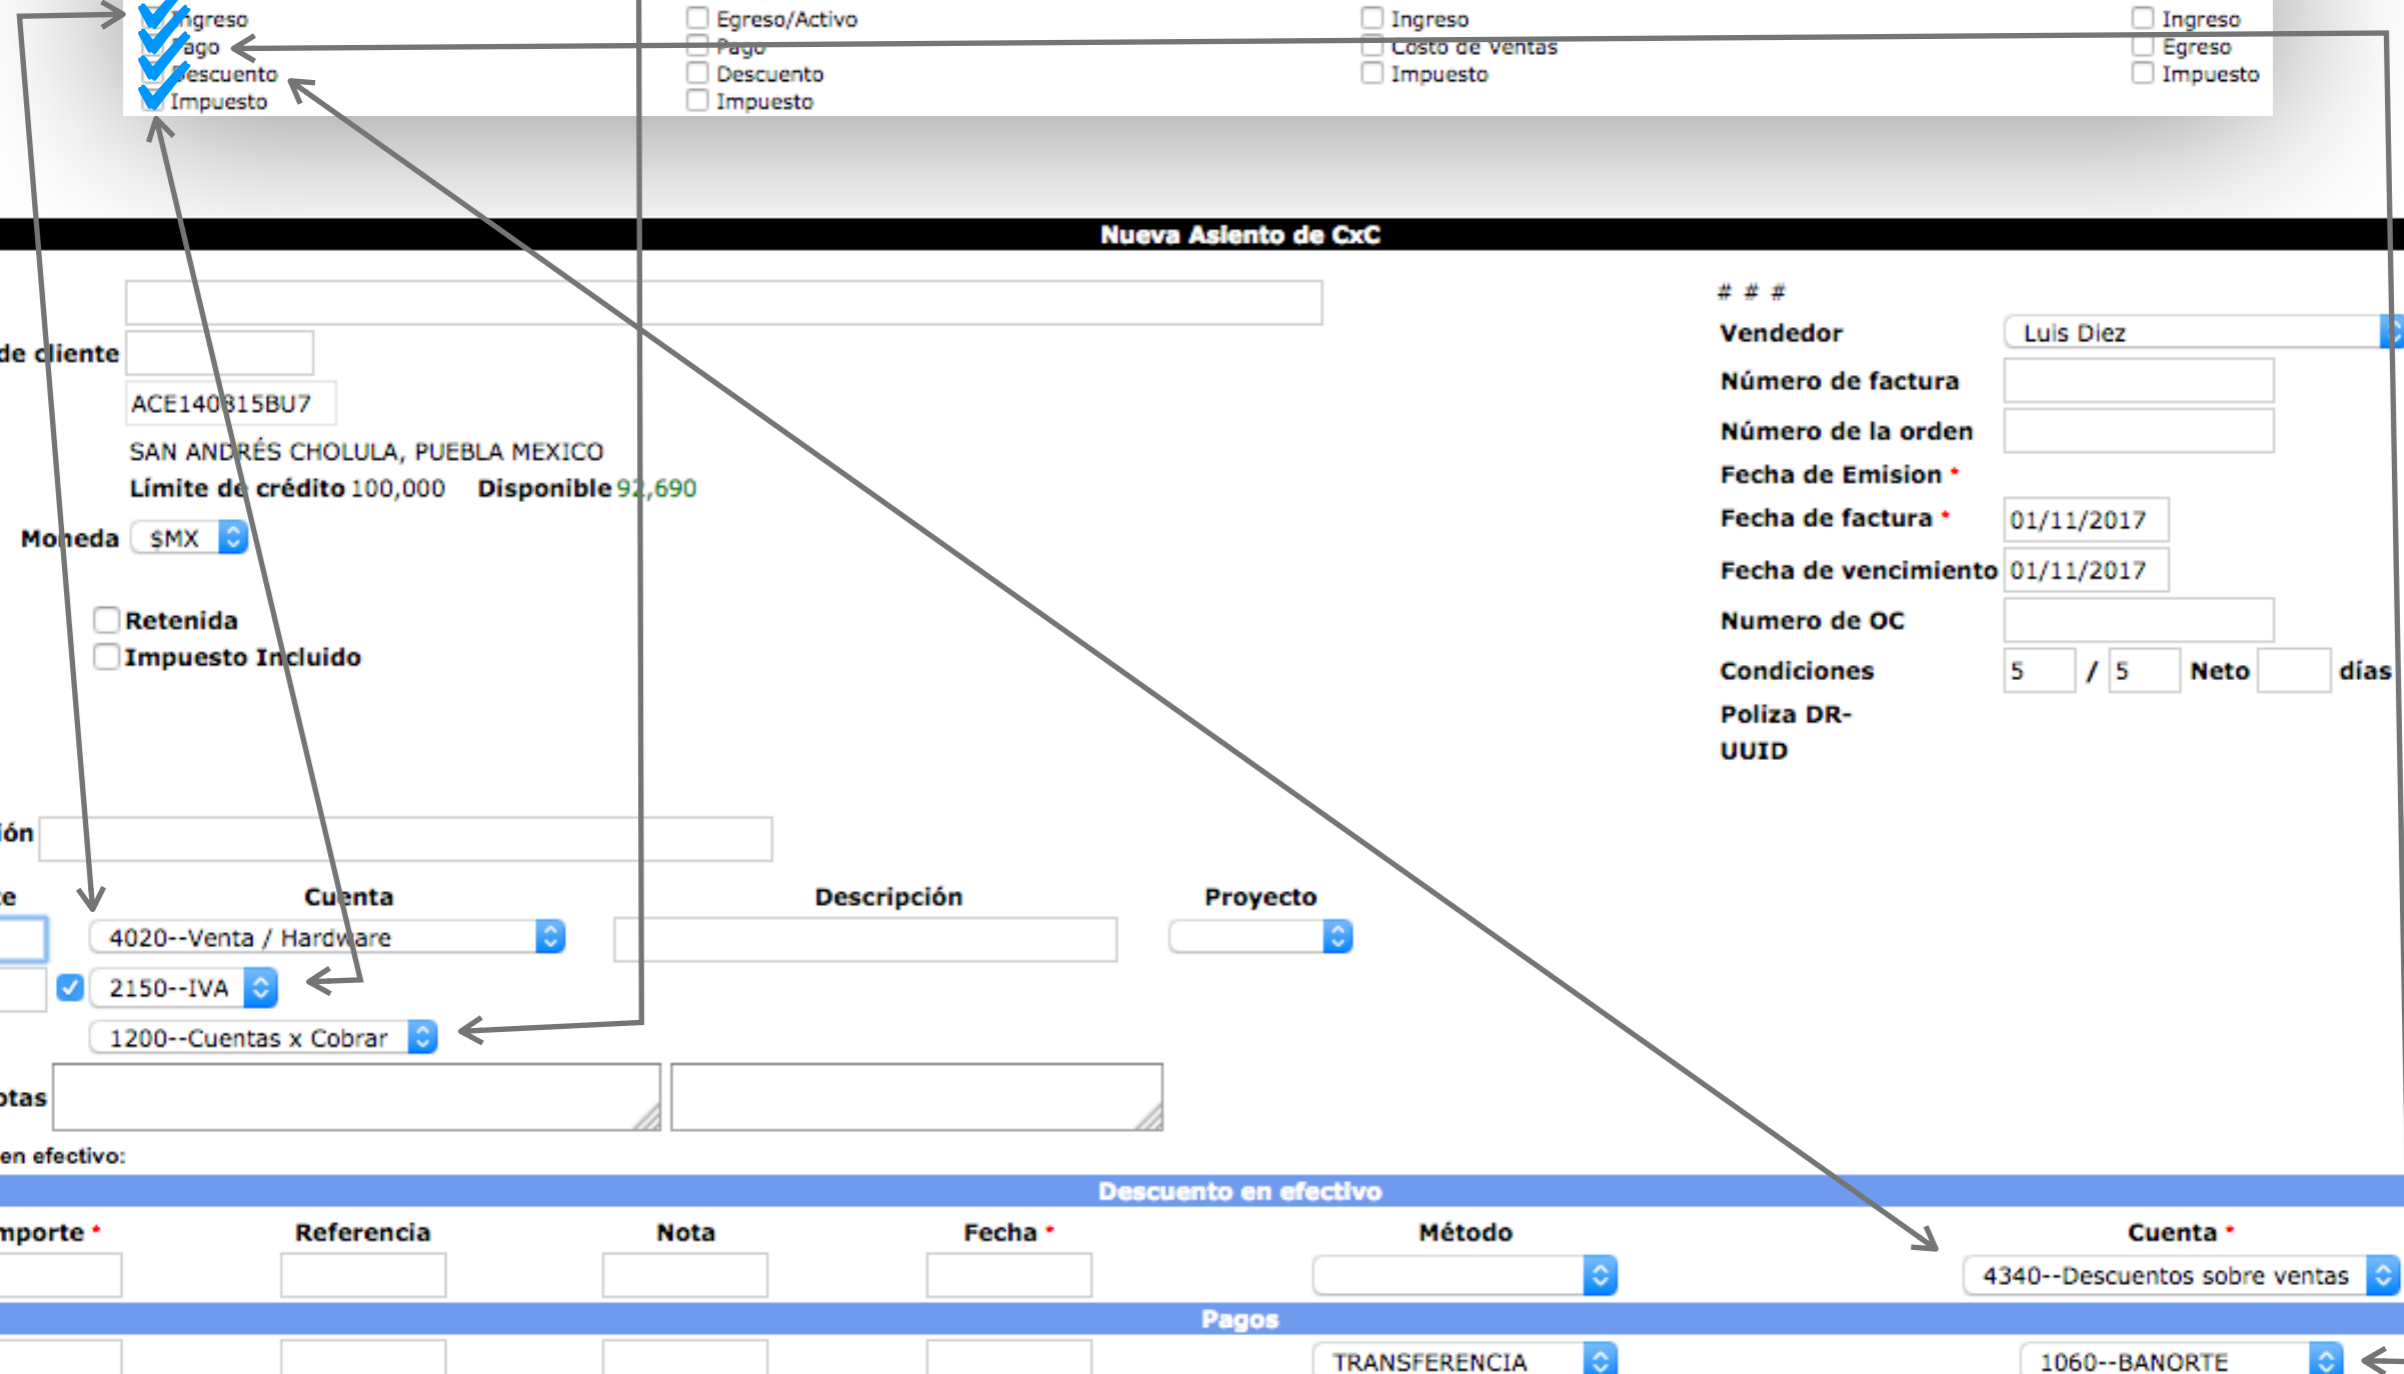 Ingreso Egreso/Activo Ingreso Ingreso
Pago Pago Costo de Ventas Egreso
Descuento Descuento Impuesto Impuesto
Impuesto Impuesto
Nueva Asiento de CxC
# # #
Vendedor Luis Diez
de cliente
Número de factura
ACE140815BU7
Número de la orden
SAN ANDRÉS CHOLULA, PUEBLA MEXICO
Fecha de Emision *
Límite de crédito 100,000 Disponible 92,690
Fecha de factura * 01/11/2017
Moneda $MX
Fecha de vencimiento 01/11/2017
Retenida
Numero de OC
Impuesto Incluido
Condiciones 5 / 5 Neto días
Poliza DR-
UUID
ión
te Cuenta Descripción Proyecto
4020--Venta / Hardware
2150--IVA
1200--Cuentas x Cobrar
otas
en efectivo:
Descuento en efectivo
mporte * Referencia Nota Fecha * Método Cuenta *
4340--Descuentos sobre ventas
Pagos
TRANSFERENCIA 1060--BANORTE